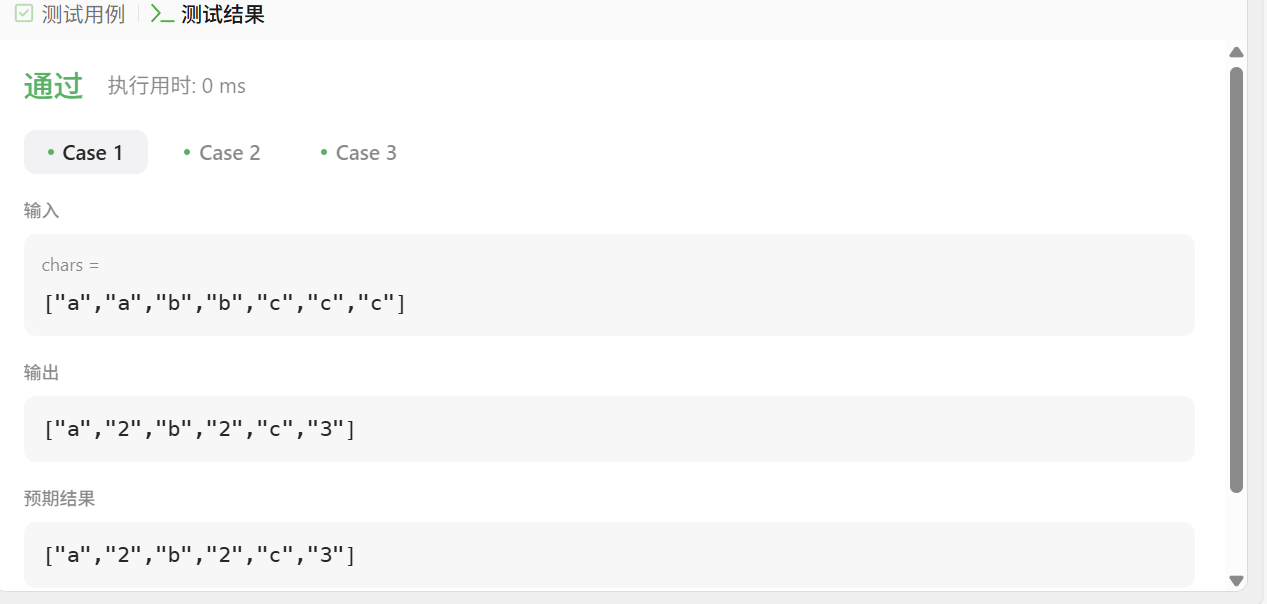 测试用例 测试结果
通过 执行用时: 0 ms
• Case 1 • Case 2 • Case 3
输入
chars =
["a","a","b","b","c","c","c"]
输出
["a","2","b","2","c","3"]
预期结果
["a","2","b","2","c","3"]